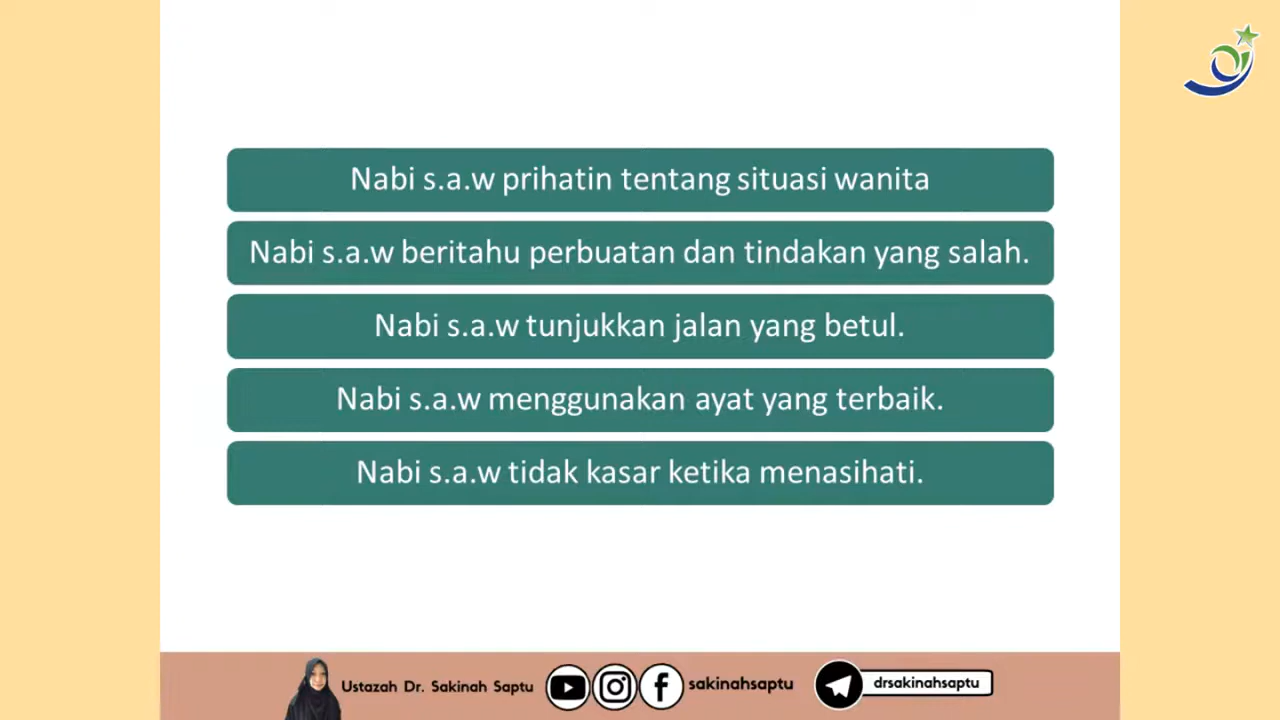 Nabi s.a.w prihatin tentang situasi wanita
Nabi s.a.w beritahu perbuatan dan tindakan yang salah.
Nabi s.a.w tunjukkan jalan yang betul.
Nabi s.a.w menggunakan ayat yang terbaik.
Nabi s.a.w tidak kasar ketika menasihati.
Ustazah Dr. Sakinah Saptu
sakinahsaptu
drsakinahsaptu